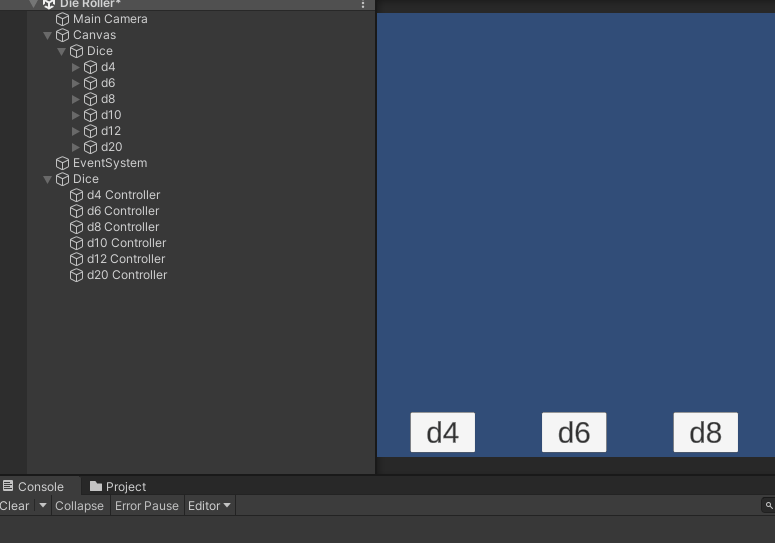 Die Roller*
Main Camera
Canvas
Dice
d4
d6
d8
d10
d12
d20
EventSystem
Dice
d4 Controller
d6 Controller
d8 Controller
d10 Controller
d12 Controller
d20 Controller
d4 d6 d8
Console Project
Clear Collapse Error Pause Editor